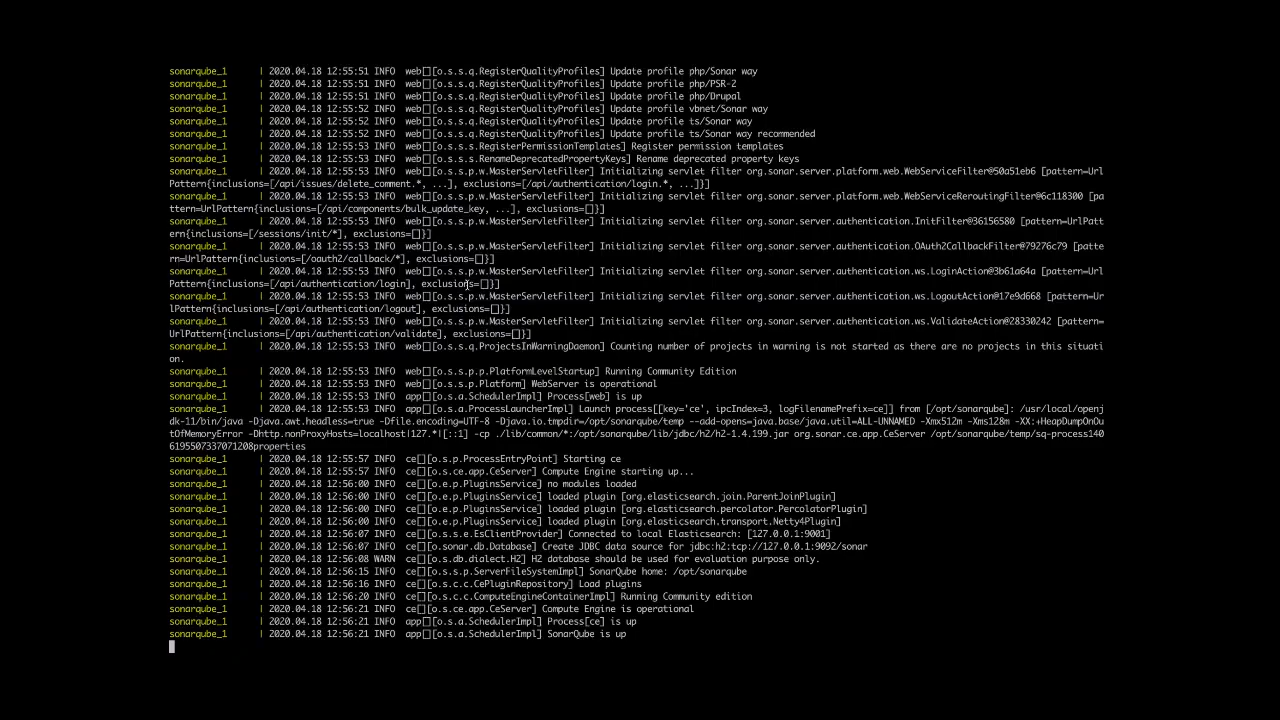 sonarqube_1 | 2020.04.18 12:55:51 INFO web[][o.s.s.q.RegisterQualityProfiles] Update profile php/Sonar way
sonarqube_1 | 2020.04.18 12:55:51 INFO web[][o.s.s.q.RegisterQualityProfiles] Update profile php/PSR-2
sonarqube_1 | 2020.04.18 12:55:51 INFO web[][o.s.s.q.RegisterQualityProfiles] Update profile php/Drupal
sonarqube_1 | 2020.04.18 12:55:52 INFO web[][o.s.s.q.RegisterQualityProfiles] Update profile vbnet/Sonar way
sonarqube_1 | 2020.04.18 12:55:52 INFO web[][o.s.s.q.RegisterQualityProfiles] Update profile ts/Sonar way
sonarqube_1 | 2020.04.18 12:55:52 INFO web[][o.s.s.q.RegisterQualityProfiles] Update profile ts/Sonar way recommended
sonarqube_1 | 2020.04.18 12:55:53 INFO web[][o.s.s.s.RegisterPermissionTemplates] Register permission templates
sonarqube_1 | 2020.04.18 12:55:53 INFO web[][o.s.s.s.RenameDeprecatedPropertyKeys] Rename deprecated property keys
sonarqube_1 | 2020.04.18 12:55:53 INFO web[][o.s.s.p.w.MasterServletFilter] Initializing servlet filter org.sonar.server.platform.web.WebServiceFilter@50a51eb6 [pattern=Url
Pattern{inclusions=[/api/issues/delete_comment.*, ...], exclusions=[/api/authentication/login.*, ...]}]
sonarqube_1 | 2020.04.18 12:55:53 INFO web[][o.s.s.p.w.MasterServletFilter] Initializing servlet filter org.sonar.server.platform.web.WebServiceReroutingFilter@6c118300 [pa
ttern=UrlPattern{inclusions=[/api/components/bulk_update_key, ...], exclusions=[]}]
sonarqube_1 | 2020.04.18 12:55:53 INFO web[][o.s.s.p.w.MasterServletFilter] Initializing servlet filter org.sonar.server.authentication.InitFilter@36156580 [pattern=UrlPatt
ern{inclusions=[/sessions/init/*], exclusions=[]}]
sonarqube_1 | 2020.04.18 12:55:53 INFO web[][o.s.s.p.w.MasterServletFilter] Initializing servlet filter org.sonar.server.authentication.OAuth2CallbackFilter@79276c79 [patte
rn=UrlPattern{inclusions=[/oauth2/callback/*], exclusions=[]}]
sonarqube_1 | 2020.04.18 12:55:53 INFO web[][o.s.s.p.w.MasterServletFilter] Initializing servlet filter org.sonar.server.authentication.ws.LoginAction@3b61a64a [pattern=Url
Pattern{inclusions=[/api/authentication/login], exclusions=[]}]
sonarqube_1 | 2020.04.18 12:55:53 INFO web[][o.s.s.p.w.MasterServletFilter] Initializing servlet filter org.sonar.server.authentication.ws.LogoutAction@17e9d668 [pattern=Ur
lPattern{inclusions=[/api/authentication/logout], exclusions=[]}]
sonarqube_1 | 2020.04.18 12:55:53 INFO web[][o.s.s.p.w.MasterServletFilter] Initializing servlet filter org.sonar.server.authentication.ws.ValidateAction@28330242 [pattern=
UrlPattern{inclusions=[/api/authentication/validate], exclusions=[]}]
sonarqube_1 | 2020.04.18 12:55:53 INFO web[][o.s.s.q.ProjectsInWarningDaemon] Counting number of projects in warning is not started as there are no projects in this situati
on.
sonarqube_1 | 2020.04.18 12:55:53 INFO web[][o.s.s.p.p.PlatformLevelStartup] Running Community Edition
sonarqube_1 | 2020.04.18 12:55:53 INFO web[][o.s.s.p.Platform] WebServer is operational
sonarqube_1 | 2020.04.18 12:55:53 INFO app[][o.s.a.SchedulerImpl] Process[web] is up
sonarqube_1 | 2020.04.18 12:55:53 INFO app[][o.s.a.ProcessLauncherImpl] Launch process[[key='ce', ipcIndex=3, logFilenamePrefix=ce]] from [/opt/sonarqube]: /usr/local/openj
dk-11/bin/java -Djava.awt.headless=true -Dfile.encoding=UTF-8 -Djava.io.tmpdir=/opt/sonarqube/temp --add-opens=java.base/java.util=ALL-UNNAMED -Xmx512m -Xms128m -XX:+HeapDumpOnOu
tOfMemoryError -Dhttp.nonProxyHosts=localhost|127.*|[::1] -cp ./lib/common/*:/opt/sonarqube/lib/jdbc/h2/h2-1.4.199.jar org.sonar.ce.app.CeServer /opt/sonarqube/temp/sq-process140
6195507337071208properties
sonarqube_1 | 2020.04.18 12:55:57 INFO ce[][o.s.p.ProcessEntryPoint] Starting ce
sonarqube_1 | 2020.04.18 12:55:57 INFO ce[][o.s.ce.app.CeServer] Compute Engine starting up...
sonarqube_1 | 2020.04.18 12:56:00 INFO ce[][o.e.p.PluginsService] no modules loaded
sonarqube_1 | 2020.04.18 12:56:00 INFO ce[][o.e.p.PluginsService] loaded plugin [org.elasticsearch.join.ParentJoinPlugin]
sonarqube_1 | 2020.04.18 12:56:00 INFO ce[][o.e.p.PluginsService] loaded plugin [org.elasticsearch.percolator.PercolatorPlugin]
sonarqube_1 | 2020.04.18 12:56:00 INFO ce[][o.e.p.PluginsService] loaded plugin [org.elasticsearch.transport.Netty4Plugin]
sonarqube_1 | 2020.04.18 12:56:07 INFO ce[][o.s.s.e.EsClientProvider] Connected to local Elasticsearch: [127.0.0.1:9001]
sonarqube_1 | 2020.04.18 12:56:07 INFO ce[][o.sonar.db.Database] Create JDBC data source for jdbc:h2:tcp://127.0.0.1:9092/sonar
sonarqube_1 | 2020.04.18 12:56:08 WARN ce[][o.s.db.dialect.H2] H2 database should be used for evaluation purpose only.
sonarqube_1 | 2020.04.18 12:56:15 INFO ce[][o.s.s.p.ServerFileSystemImpl] SonarQube home: /opt/sonarqube
sonarqube_1 | 2020.04.18 12:56:16 INFO ce[][o.s.c.c.CePluginRepository] Load plugins
sonarqube_1 | 2020.04.18 12:56:20 INFO ce[][o.s.c.c.ComputeEngineContainerImpl] Running Community edition
sonarqube_1 | 2020.04.18 12:56:21 INFO ce[][o.s.ce.app.CeServer] Compute Engine is operational
sonarqube_1 | 2020.04.18 12:56:21 INFO app[][o.s.a.SchedulerImpl] Process[ce] is up
sonarqube_1 | 2020.04.18 12:56:21 INFO app[][o.s.a.SchedulerImpl] SonarQube is up